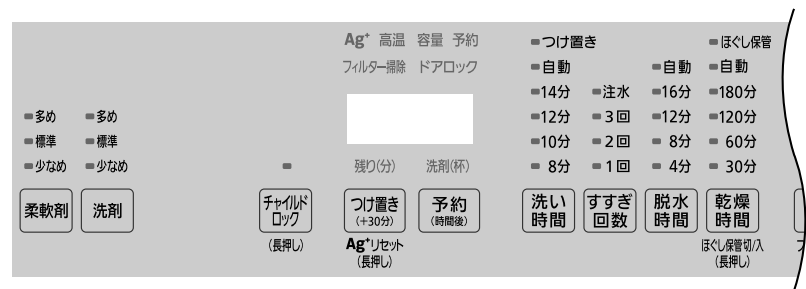 Ag⁺ 高温 容量 予約
フィルター掃除 ドアロック
残り(分) 洗剤(杯)
多め
標準
少なめ
柔軟剤
多め
標準
少なめ
洗剤
チャイルド
ロック
(長押し)
つけ置き
(+30分)
Ag⁺リセット
(長押し)
予約
(時間後)
つけ置き
自動
14分
12分
10分
8分
洗い
時間
注水
3回
2回
1回
すすぎ
回数
自動
16分
12分
8分
4分
脱水
時間
ほぐし保管
自動
180分
120分
60分
30分
乾燥
時間
ほぐし保管切/入
(長押し)